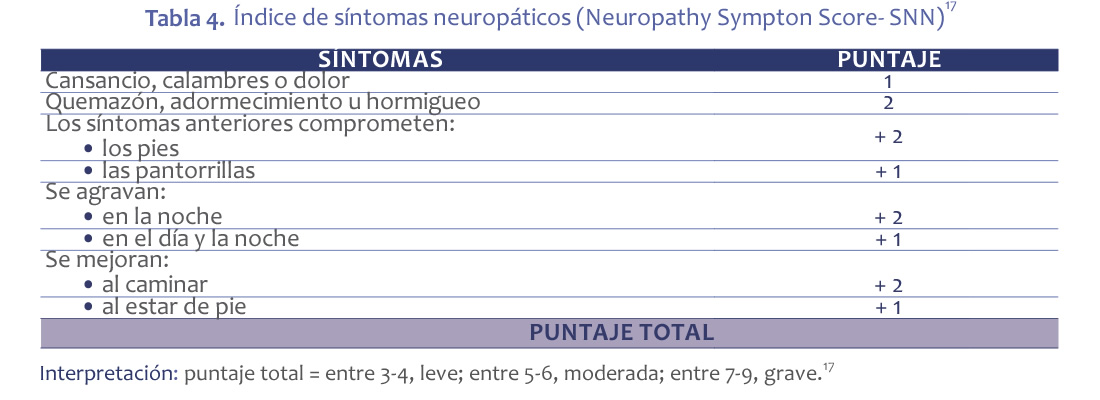 Tabla 4. Índice de síntomas neuropáticos (Neuropathy Sympton Score- SNN)17
SÍNTOMAS PUNTAJE
Cansancio, calambres o dolor 1
Quemazón, adormecimiento u hormigueo 2
Los síntomas anteriores comprometen:
• los pies + 2
• las pantorrillas + 1
Se agravan:
• en la noche + 2
• en el día y la noche + 1
Se mejoran:
• al caminar + 2
• al estar de pie + 1
PUNTAJE TOTAL
Interpretación: puntaje total = entre 3-4, leve; entre 5-6, moderada; entre 7-9, grave.17